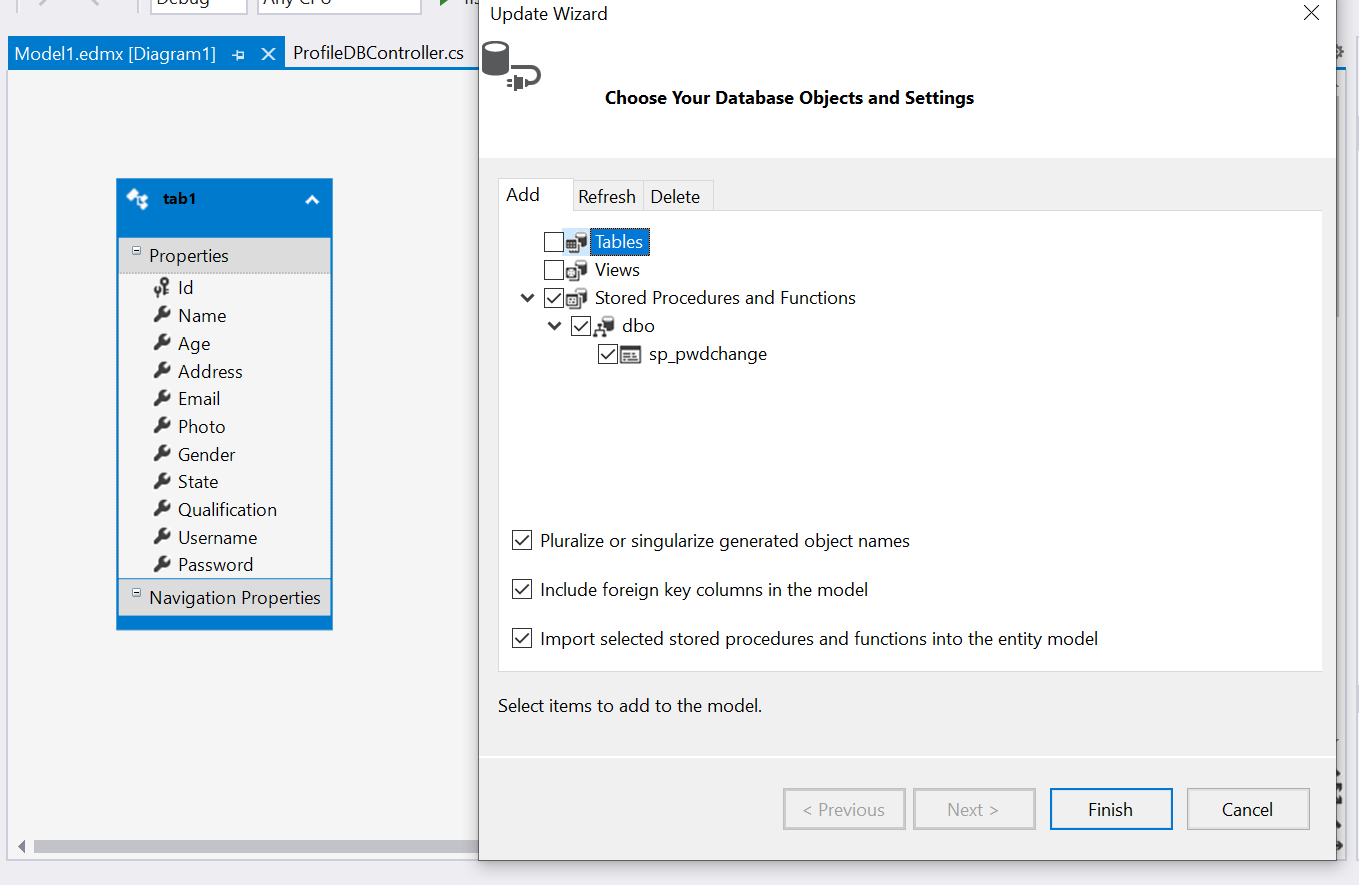 Update Wizard
Model1.edmx [Diagram1]
ProfileDBController.cs
Choose Your Database Objects and Settings
tab1
Properties
Id
Name
Age
Address
Email
Photo
Gender
State
Qualification
Username
Password
Navigation Properties
Add
Refresh
Delete
Tables
Views
Stored Procedures and Functions
dbo
sp_pwdchange
Pluralize or singularize generated object names
Include foreign key columns in the model
Import selected stored procedures and functions into the entity model
Select items to add to the model.
< Previous
Next >
Finish
Cancel